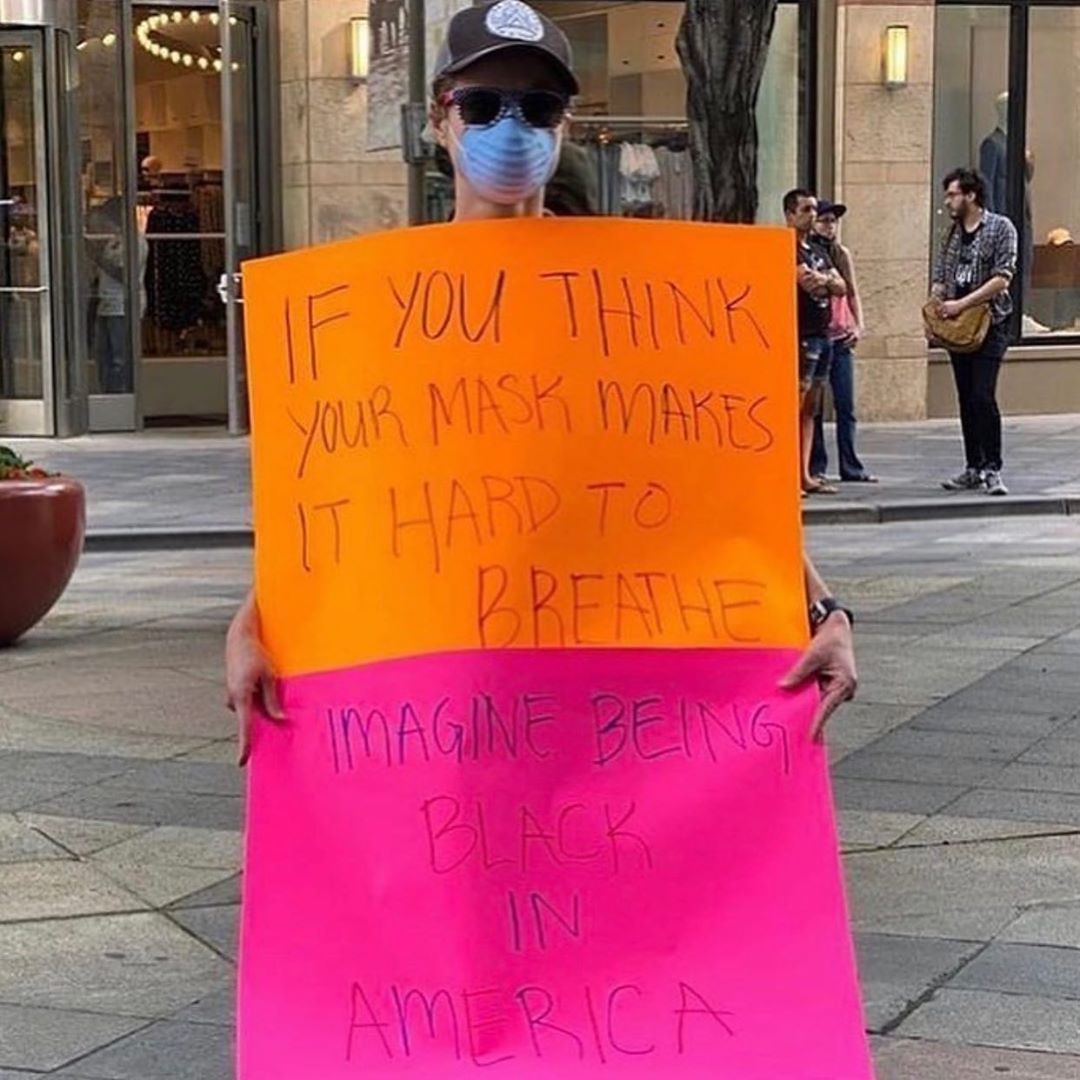 IF YOU THINK
YOUR MASK MAKES
IT HARD TO
BREATHE
IMAGINE BEING
BLACK
IN
AMERICA